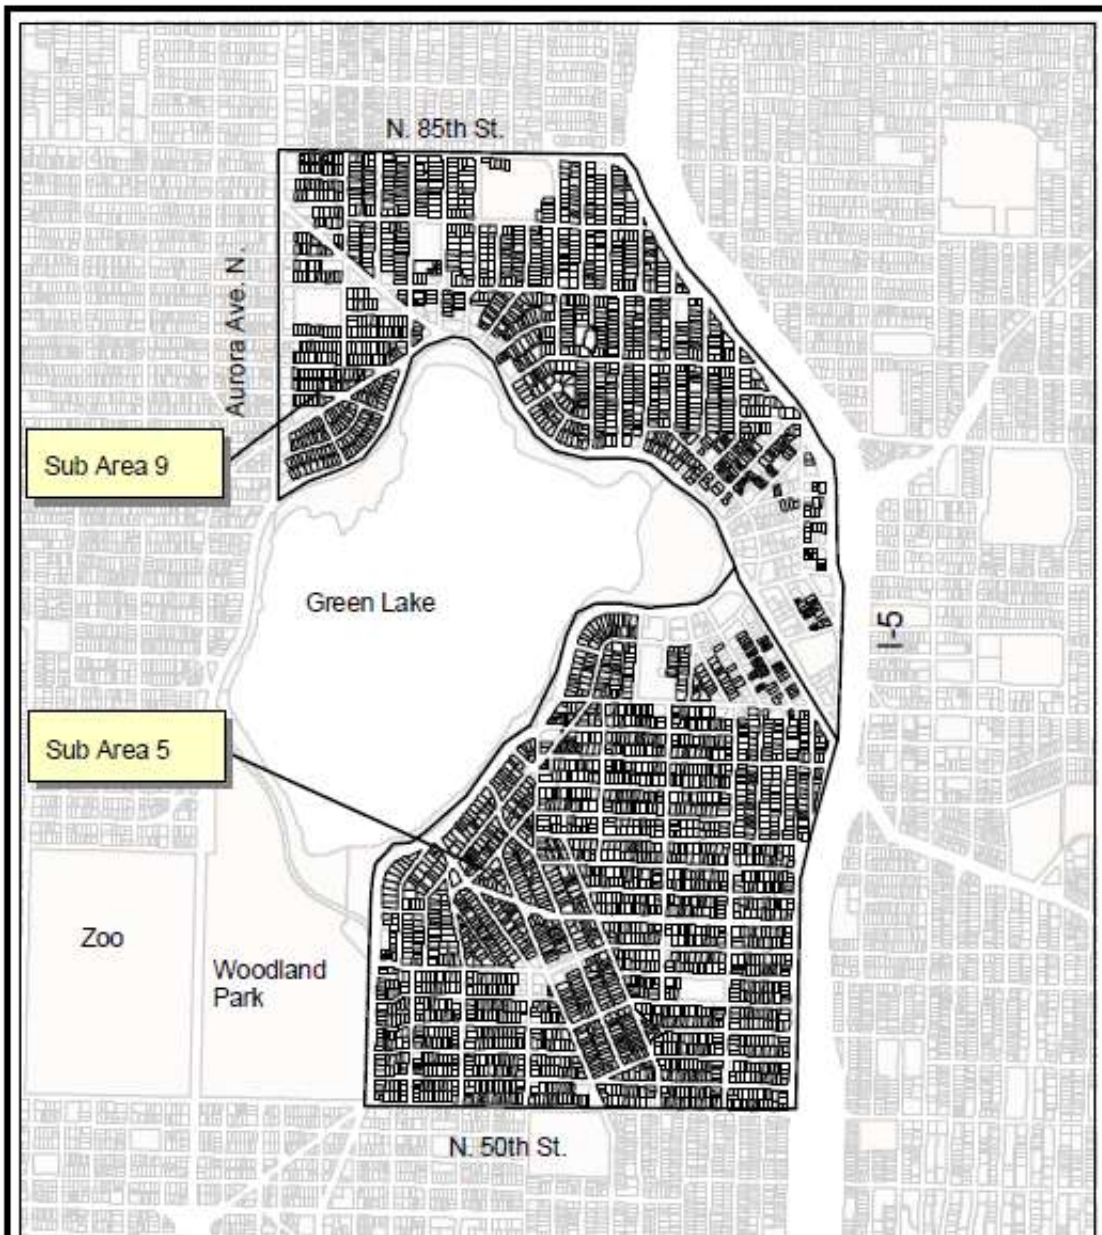 N. 85th St.
Aurora Ave. N.
Sub Area 9
Green Lake
I-5
Sub Area 5
Zoo
Woodland
Park
N. 50th St.